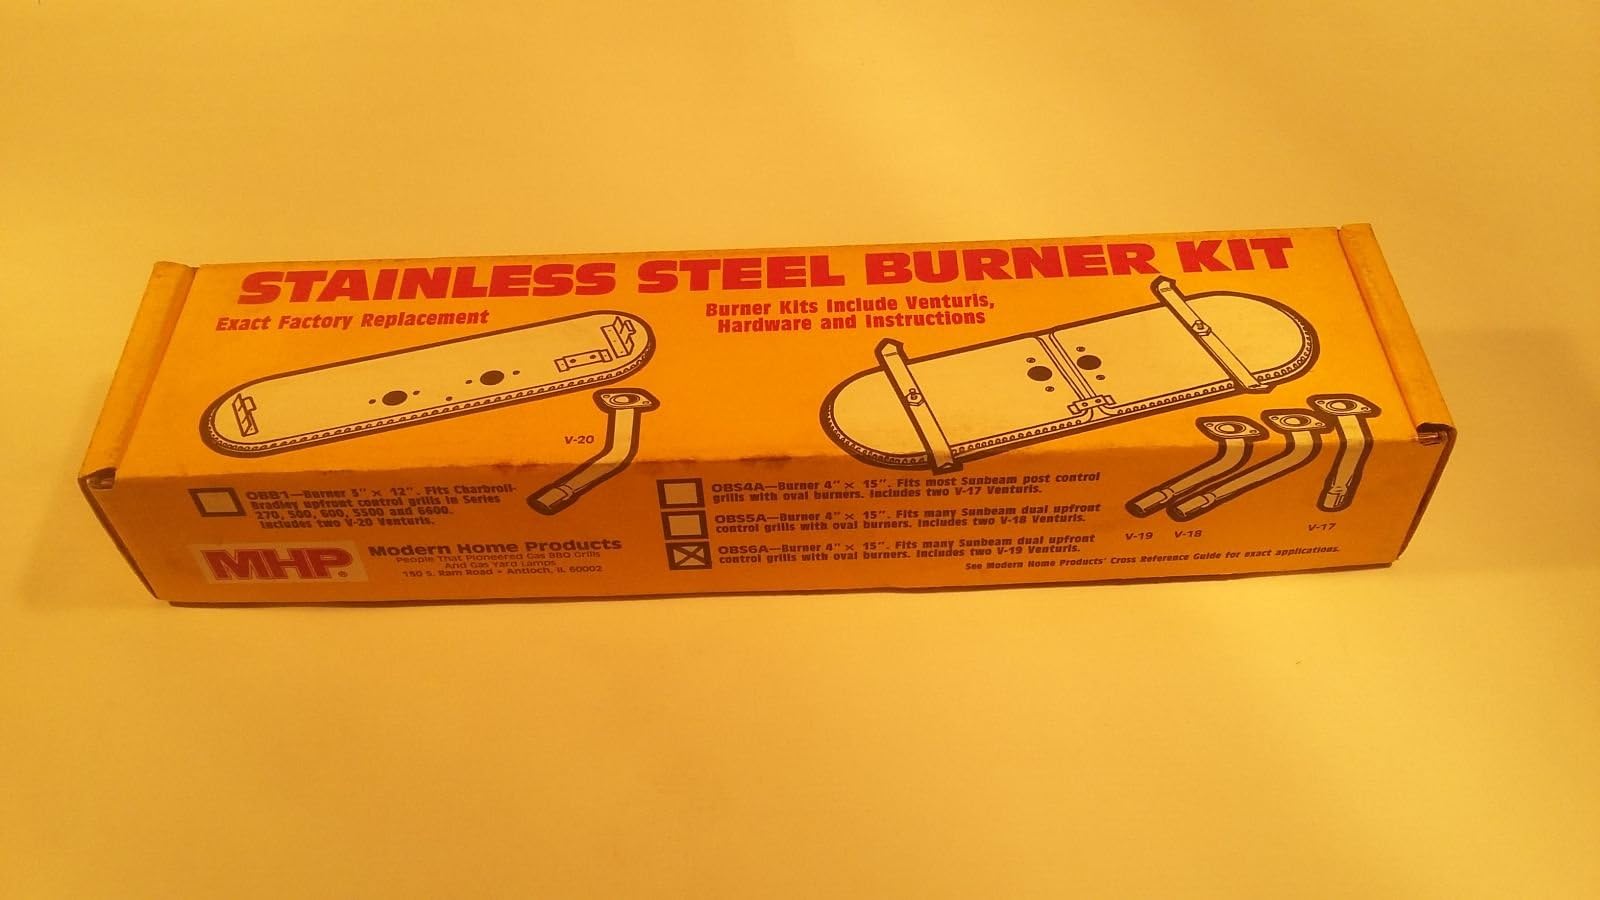 STAINLESS STEEL BURNER KIT
Exact Factory Replacement
Burner Kits Include Venturis,
Hardware and Instructions
V-20
OBB1—Burner 5" × 12". Fits Charbroil-
Bradley upfront control grills in Series
270, 500, 600, 5500 and 6600.
Includes two V-20 Venturis.
MHP®
Modern Home Products
People That Pioneered Gas BBQ Grills
And Gas Yard Lamps
150 S. Ram Road • Antioch, IL 60002
OBS4A—Burner 4" × 15". Fits most Sunbeam post control
grills with oval burners. Includes two V-17 Venturis.
OBS5A—Burner 4" × 15". Fits many Sunbeam dual upfront
control grills with oval burners. Includes two V-18 Venturis.
OBS6A—Burner 4" × 15". Fits many Sunbeam dual upfront
control grills with oval burners. Includes two V-19 Venturis.
V-19 V-18
V-17
See Modern Home Products' Cross Reference Guide for exact applications.